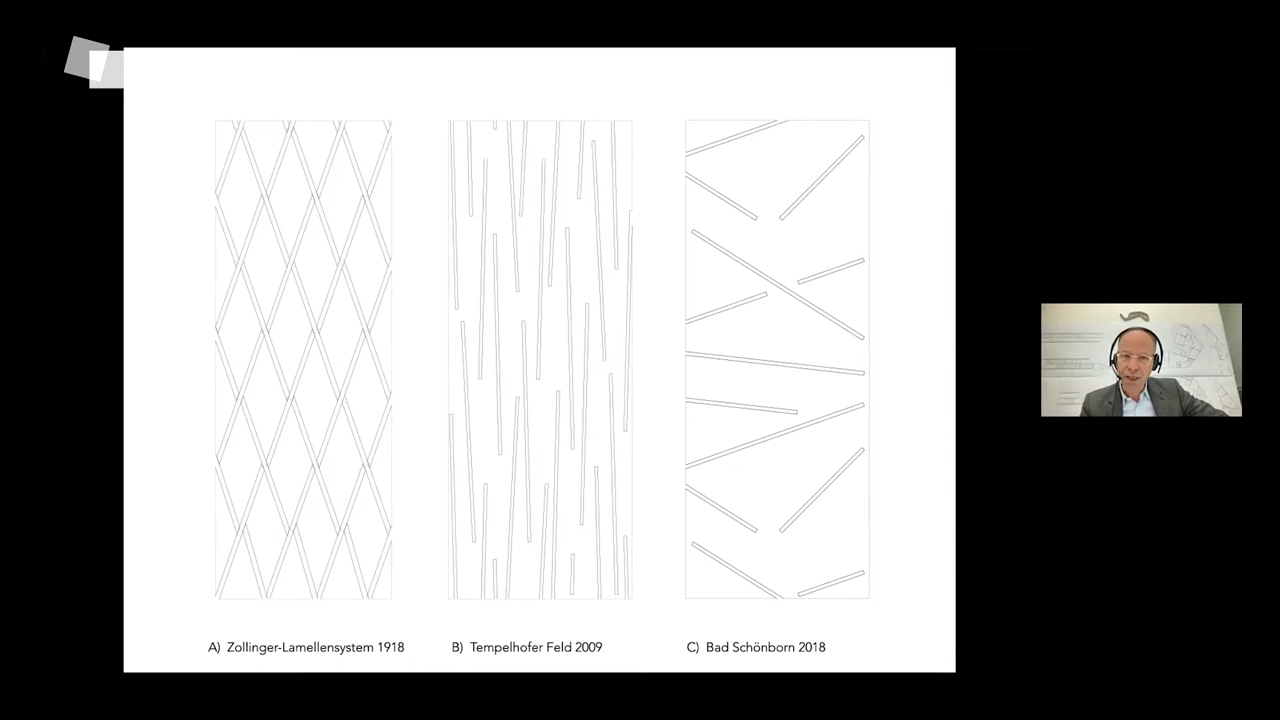 A) Zollinger-Lamellensystem 1918
B) Tempelhofer Feld 2009
C) Bad Schönborn 2018